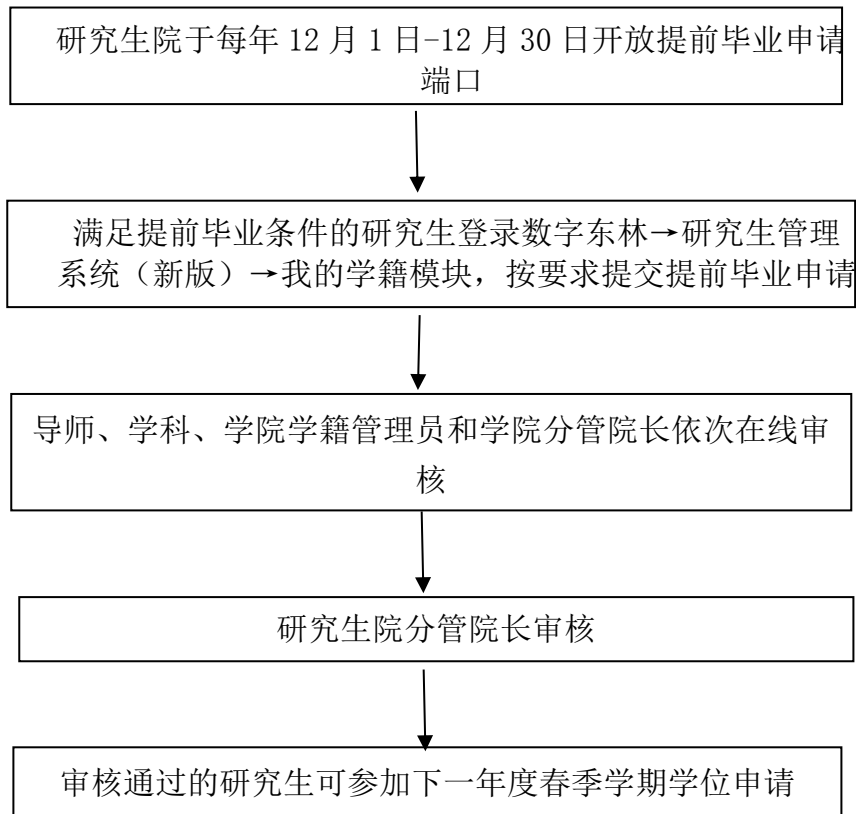 研究生院于每年 12 月 1 日-12 月 30 日开放提前毕业申请
端口
满足提前毕业条件的研究生登录数字东林→研究生管理
系统（新版）→我的学籍模块，按要求提交提前毕业申请
导师、学科、学院学籍管理员和学院分管院长依次在线审
核
研究生院分管院长审核
审核通过的研究生可参加下一年度春季学期学位申请